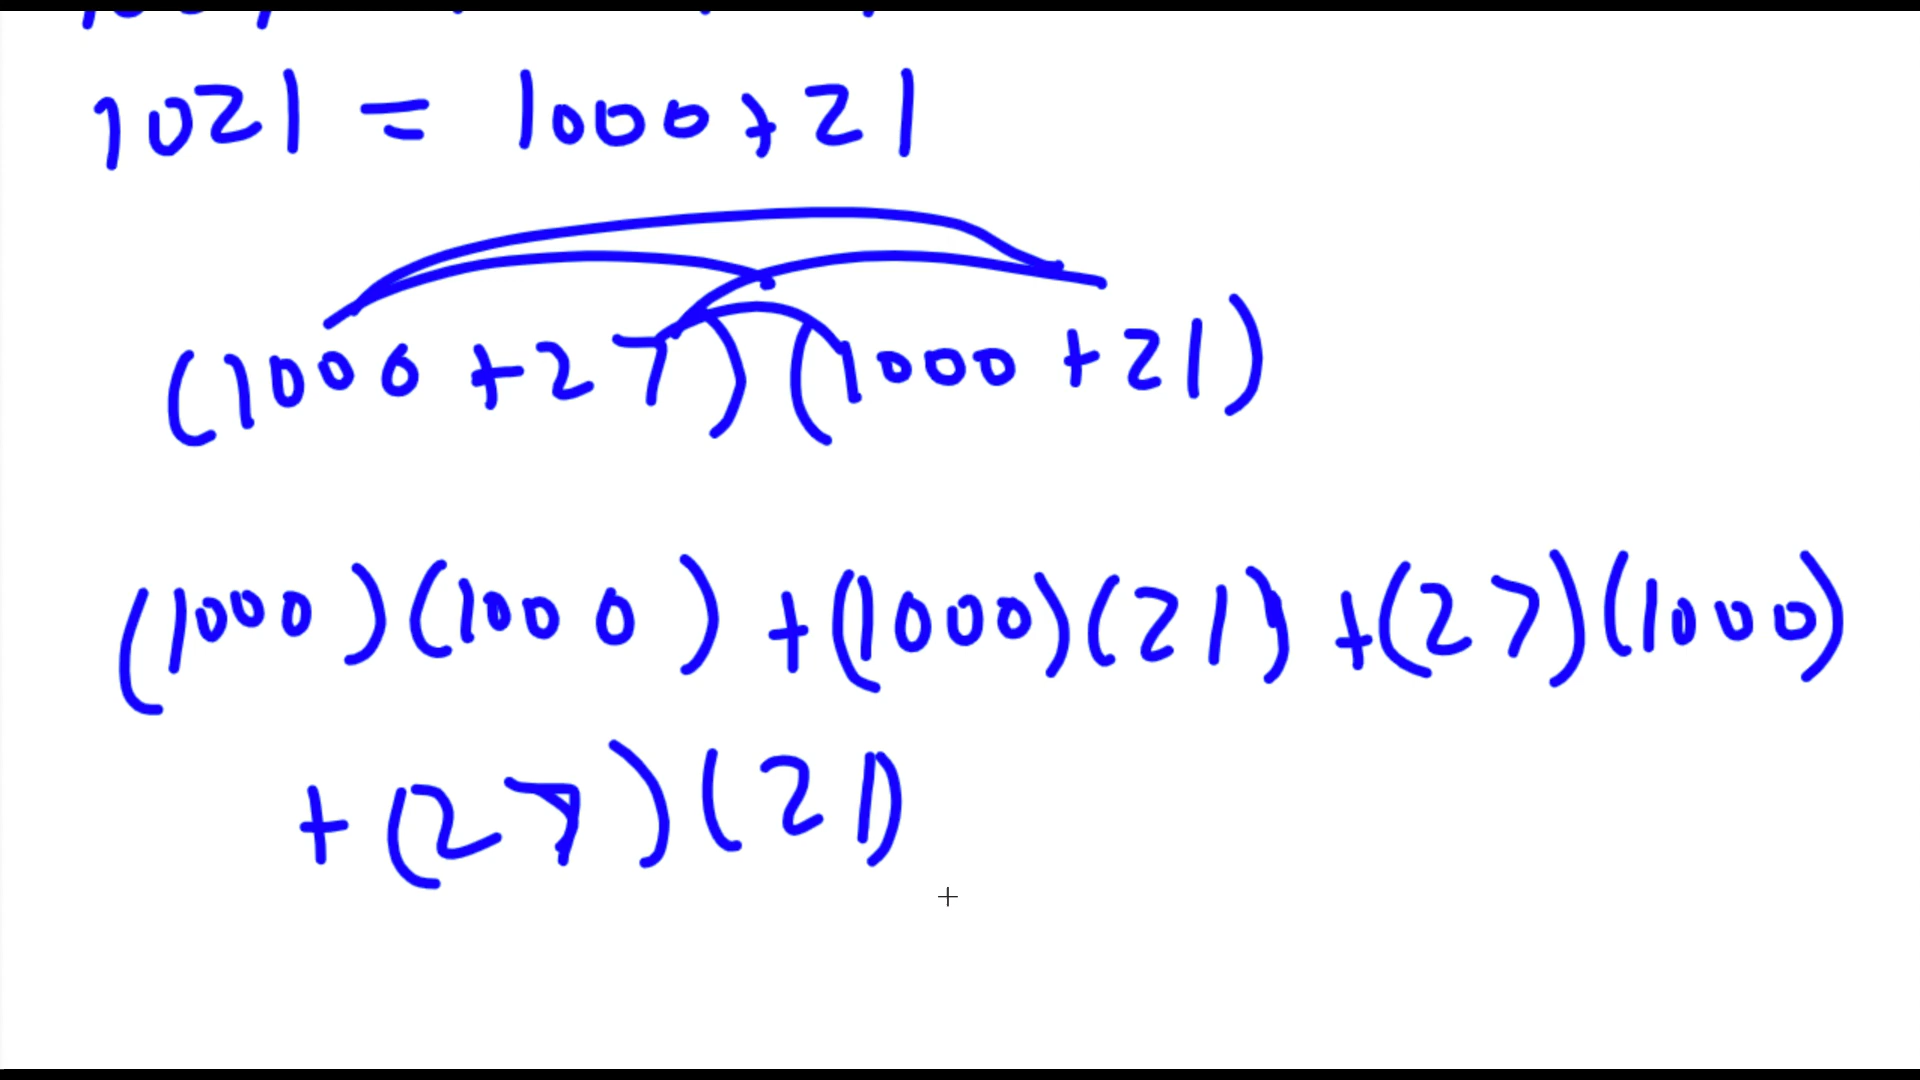 1021 = 1000 + 21
(1000 + 27)(1000 + 21)
(1000)(1000) + (1000)(21) + (27)(1000)
+ (27)(21)